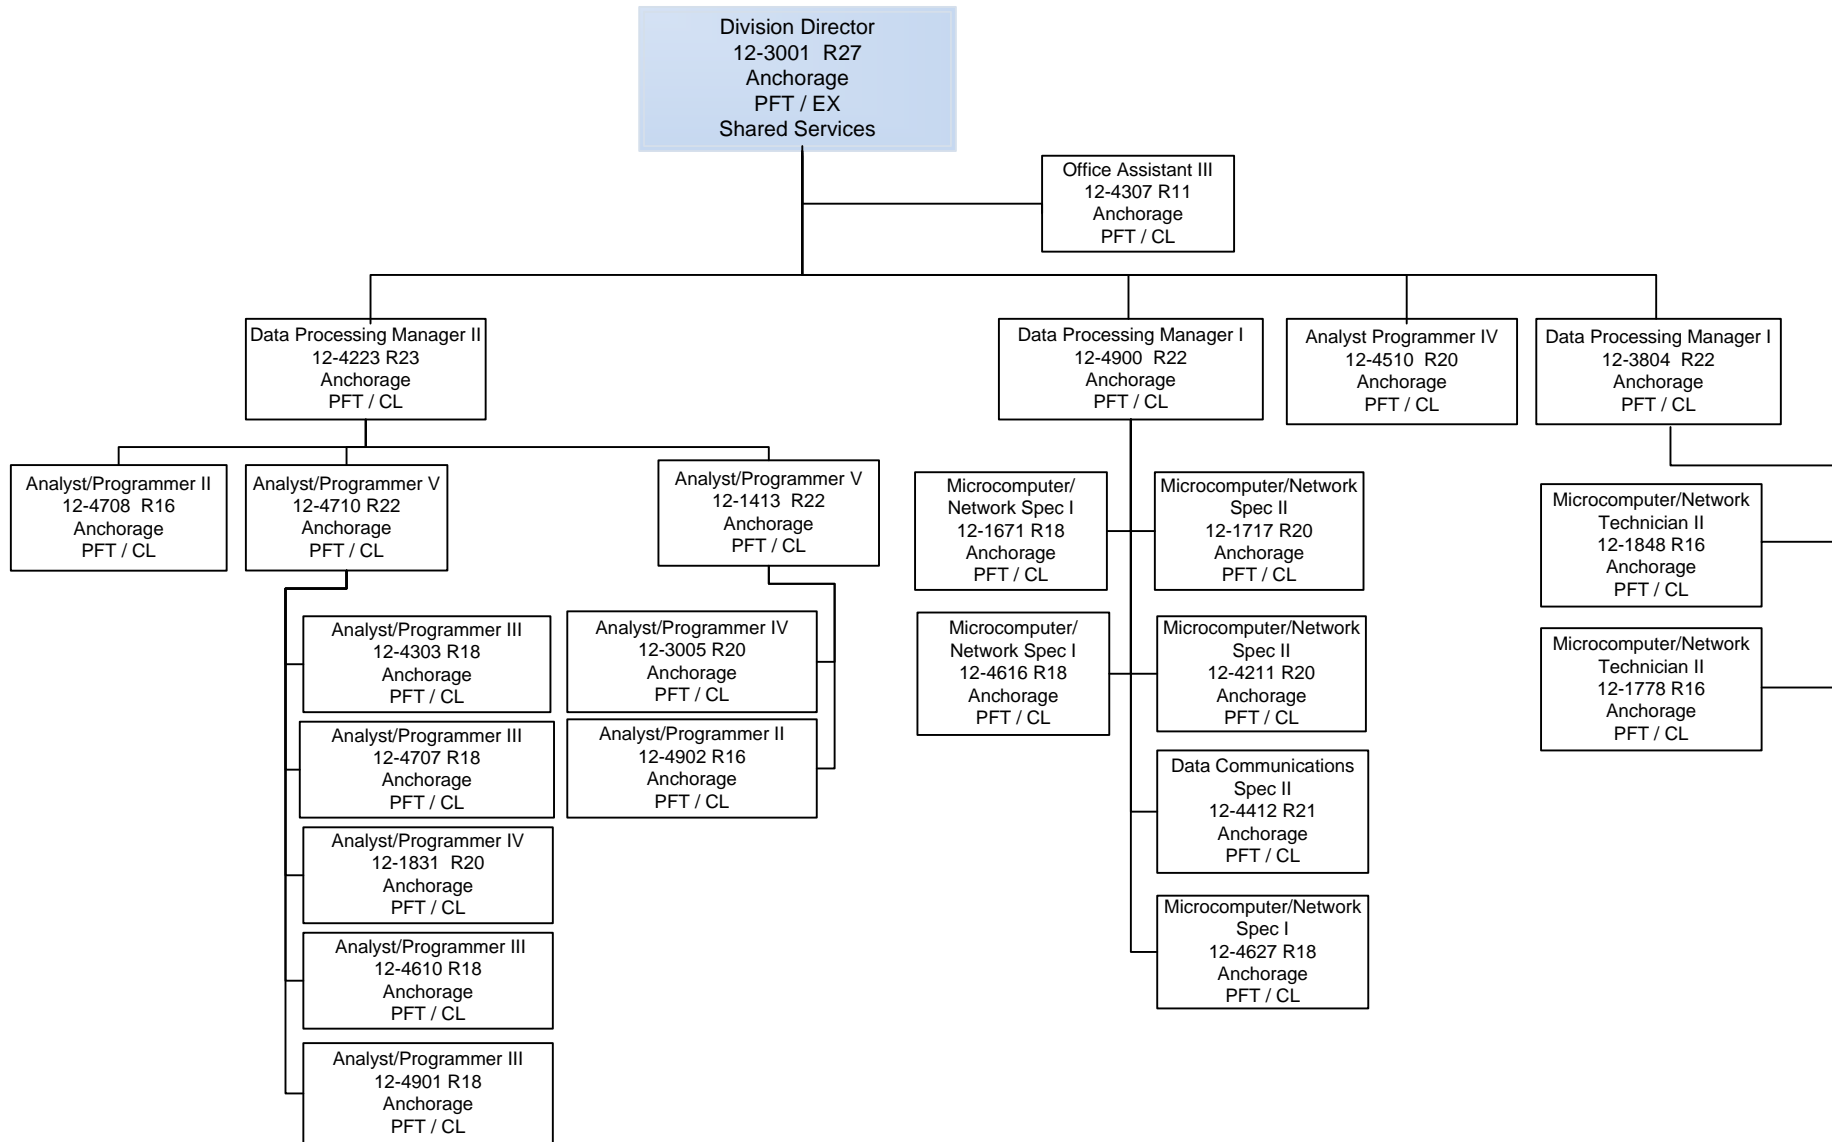 Division Director
12-3001  R27
Anchorage
PFT / EX
Shared Services
Office Assistant III
12-4307 R11
Anchorage
PFT / CL
Data Processing Manager II
12-4223 R23
Anchorage
PFT / CL
Data Processing Manager I
12-4900  R22
Anchorage
PFT / CL
Analyst Programmer IV
12-4510  R20
Anchorage
PFT / CL
Data Processing Manager I
12-3804  R22
Anchorage
PFT / CL
Analyst/Programmer II
12-4708  R16
Anchorage
PFT / CL
Analyst/Programmer V
12-4710 R22
Anchorage
PFT / CL
Analyst/Programmer V
12-1413  R22
Anchorage
PFT / CL
Microcomputer/
Network Spec I
12-1671 R18
Anchorage
PFT / CL
Microcomputer/Network
Spec II
12-1717 R20
Anchorage
PFT / CL
Microcomputer/Network
Technician II
12-1848 R16
Anchorage
PFT / CL
Analyst/Programmer III
12-4303 R18
Anchorage
PFT / CL
Analyst/Programmer IV
12-3005 R20
Anchorage
PFT / CL
Microcomputer/
Network Spec I
12-4616 R18
Anchorage
PFT / CL
Microcomputer/Network
Spec II
12-4211 R20
Anchorage
PFT / CL
Microcomputer/Network
Technician II
12-1778 R16
Anchorage
PFT / CL
Analyst/Programmer III
12-4707 R18
Anchorage
PFT / CL
Analyst/Programmer II
12-4902 R16
Anchorage
PFT / CL
Data Communications
Spec II
12-4412 R21
Anchorage
PFT / CL
Analyst/Programmer IV
12-1831  R20
Anchorage
PFT / CL
Microcomputer/Network
Spec I
12-4627 R18
Anchorage
PFT / CL
Analyst/Programmer III
12-4610 R18
Anchorage
PFT / CL
Analyst/Programmer III
12-4901 R18
Anchorage
PFT / CL